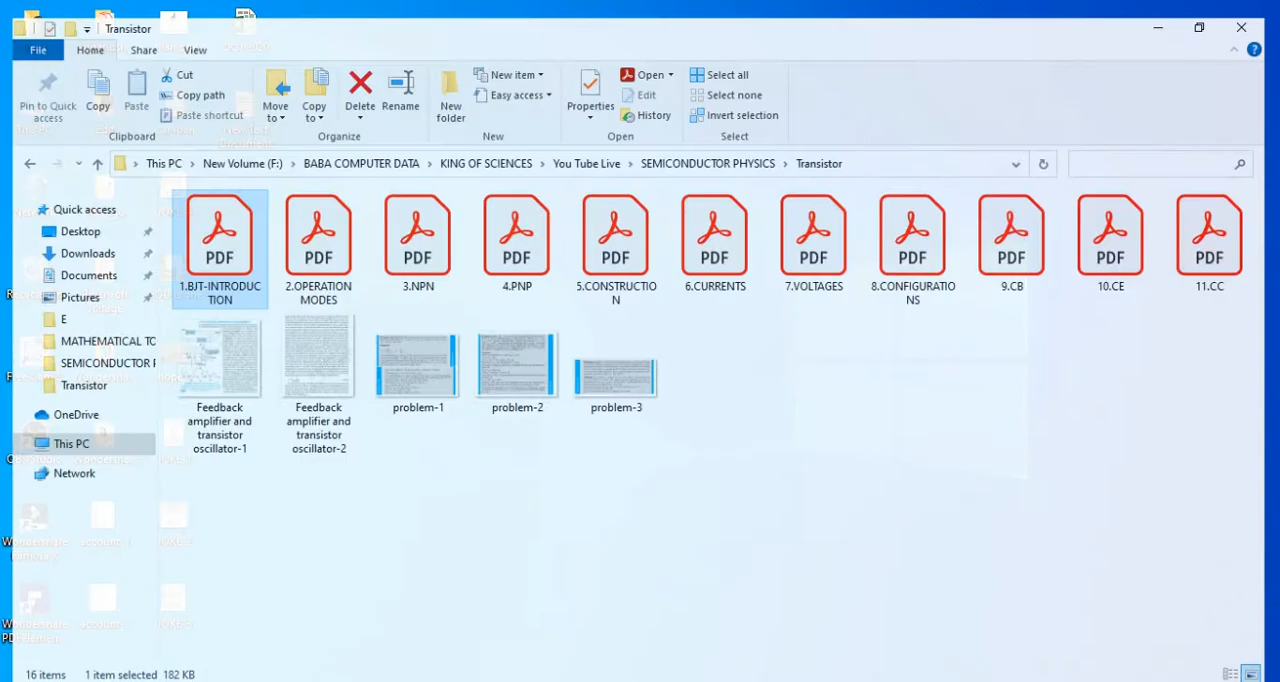 Transistor
File
Home
Share
View
Pin to Quick
access
Copy
Paste
Cut
Copy path
Paste shortcut
Clipboard
Move
to
Copy
to
Delete
Rename
Organize
New
folder
New item
Easy access
New
Properties
Open
Edit
History
Open
Select all
Select none
Invert selection
Select
This PC > New Volume (F:) > BABA COMPUTER DATA > KING OF SCIENCES > You Tube Live > SEMICONDUCTOR PHYSICS > Transistor
Quick access
Desktop
Downloads
Documents
Pictures
E
MATHEMATICAL TO
SEMICONDUCTOR P
Transistor
OneDrive
This PC
Network
PDF
1.BJT-INTRODUC
TION
PDF
2.OPERATION
MODES
PDF
3.NPN
PDF
4.PNP
PDF
5.CONSTRUCTIO
N
PDF
6.CURRENTS
PDF
7.VOLTAGES
PDF
8.CONFIGURATIO
NS
PDF
9.CB
PDF
10.CE
PDF
11.CC
Feedback
amplifier and
transistor
oscillator-1
Feedback
amplifier and
transistor
oscillator-2
problem-1
problem-2
problem-3
16 items
1 item selected 182 KB